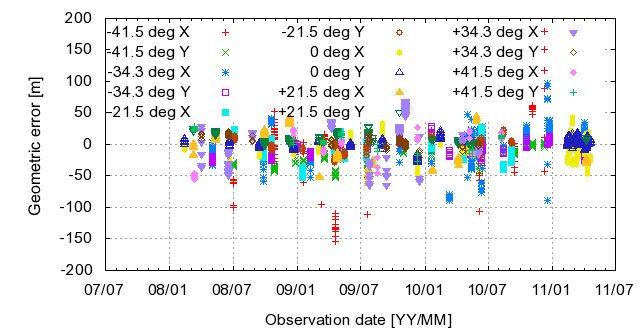 200
150
100
50
0
-50
-100
-150
-200
Geometric error [m]
-41.5 deg X
-41.5 deg Y
-34.3 deg X
-34.3 deg Y
-21.5 deg X
-21.5 deg Y
0 deg X
0 deg Y
+21.5 deg X
+21.5 deg Y
+34.3 deg X
+34.3 deg Y
+41.5 deg X
+41.5 deg Y
07/07 08/01 08/07 09/01 09/07 10/01 10/07 11/01 11/07
Observation date [YY/MM]